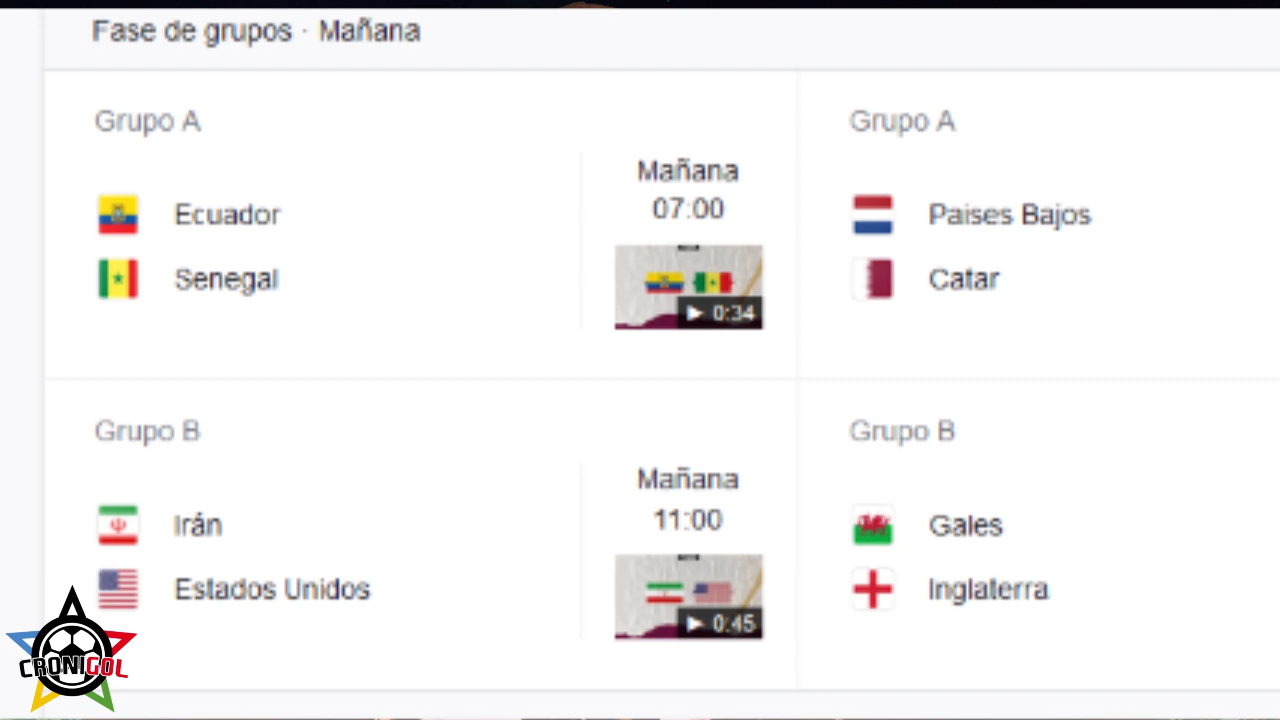 Fase de grupos · Mañana
Grupo A
Ecuador
Senegal
Mañana
07:00
0:34
Grupo A
Paises Bajos
Catar
Grupo B
Irán
Estados Unidos
Mañana
11:00
0:45
Grupo B
Gales
Inglaterra
CRONIGOL